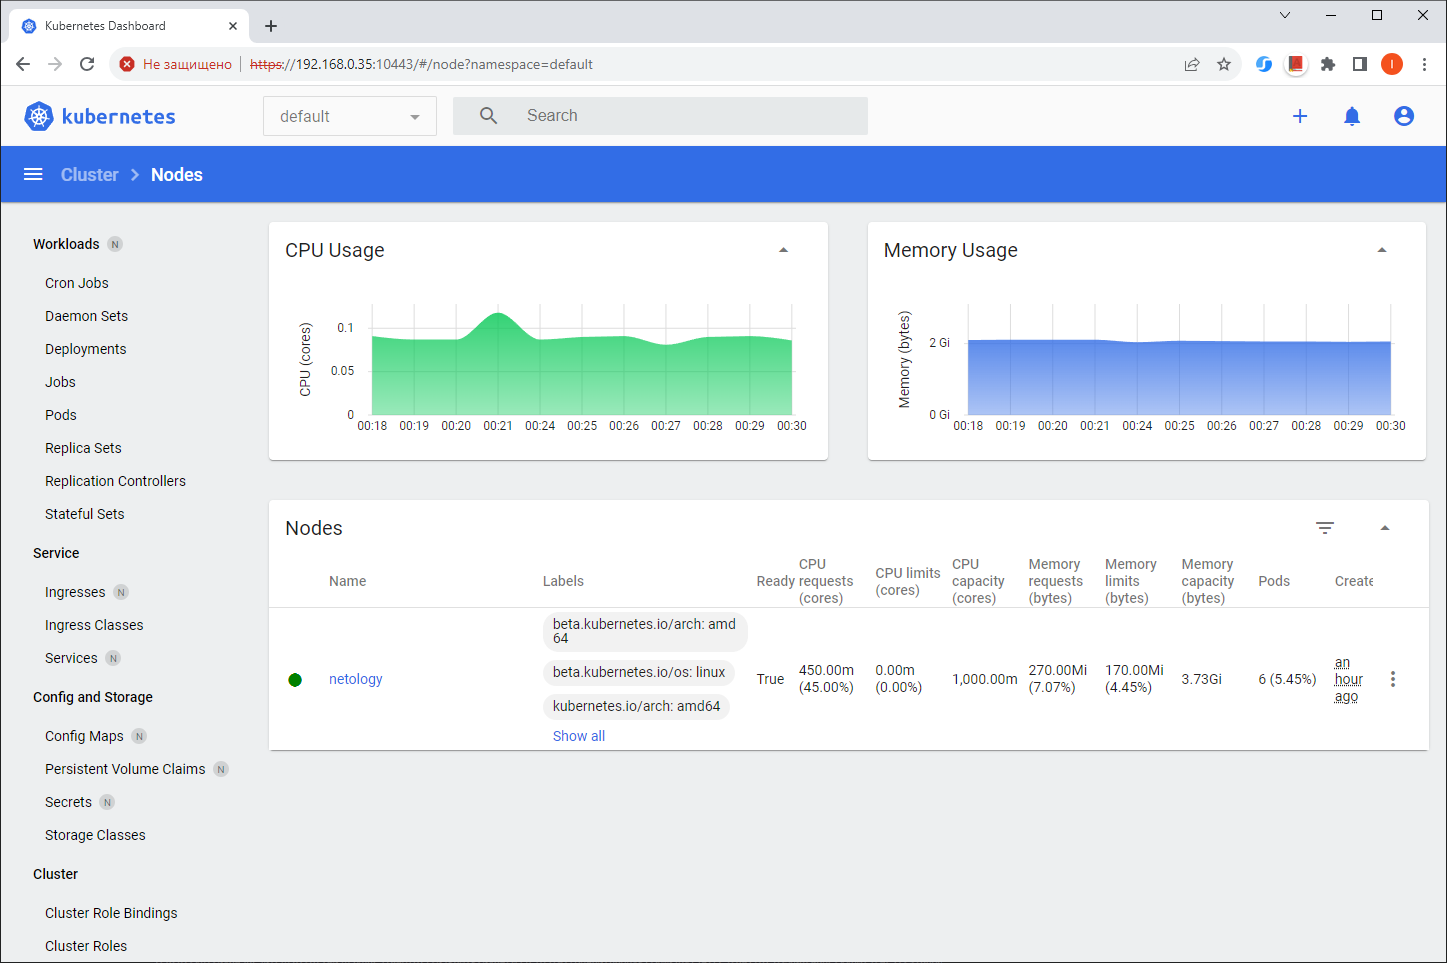 Kubernetes Dashboard
Не защищено
https://192.168.0.35:10443/#/node?namespace=default
I
kubernetes
default
Search
Cluster
Nodes
Workloads N
Cron Jobs
Daemon Sets
Deployments
Jobs
Pods
Replica Sets
Replication Controllers
Stateful Sets
Service
Ingresses N
Ingress Classes
Services N
Config and Storage
Config Maps N
Persistent Volume Claims N
Secrets N
Storage Classes
Cluster
Cluster Role Bindings
Cluster Roles
CPU Usage
CPU (cores)
0.1
0.05
0
00:18 00:19 00:20 00:21 00:24 00:25 00:26 00:27 00:28 00:29 00:30
Memory Usage
Memory (bytes)
2 Gi
0 Gi
00:18 00:19 00:20 00:21 00:24 00:25 00:26 00:27 00:28 00:29 00:30
Nodes
Name
Labels
Ready
CPU
requests
(cores)
CPU limits
(cores)
CPU
capacity
(cores)
Memory
requests
(bytes)
Memory
limits
(bytes)
Memory
capacity
(bytes)
Pods
Create
netology
beta.kubernetes.io/arch: amd
64
beta.kubernetes.io/os: linux
kubernetes.io/arch: amd64
Show all
True
450.00m
(45.00%)
0.00m
(0.00%)
1,000.00m
270.00Mi
(7.07%)
170.00Mi
(4.45%)
3.73Gi
6 (5.45%)
an
hour
ago